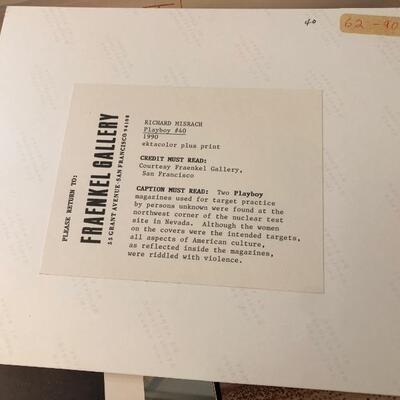 40
62-90
PLEASE RETURN TO:
FRAENKEL GALLERY
55 GRANT AVENUE·SAN FRANCISCO 94108
RICHARD MISRACH
Playboy #40
1990
ektacolor plus print
CREDIT MUST READ:
Courtesy Fraenkel Gallery,
San Francisco
CAPTION MUST READ: Two Playboy
magazines used for target practice
by persons unknown were found at the
northwest corner of the nuclear test
site in Nevada. Although the women
on the covers were the intended targets,
all aspects of American culture,
as reflected inside the magazines,
were riddled with violence.